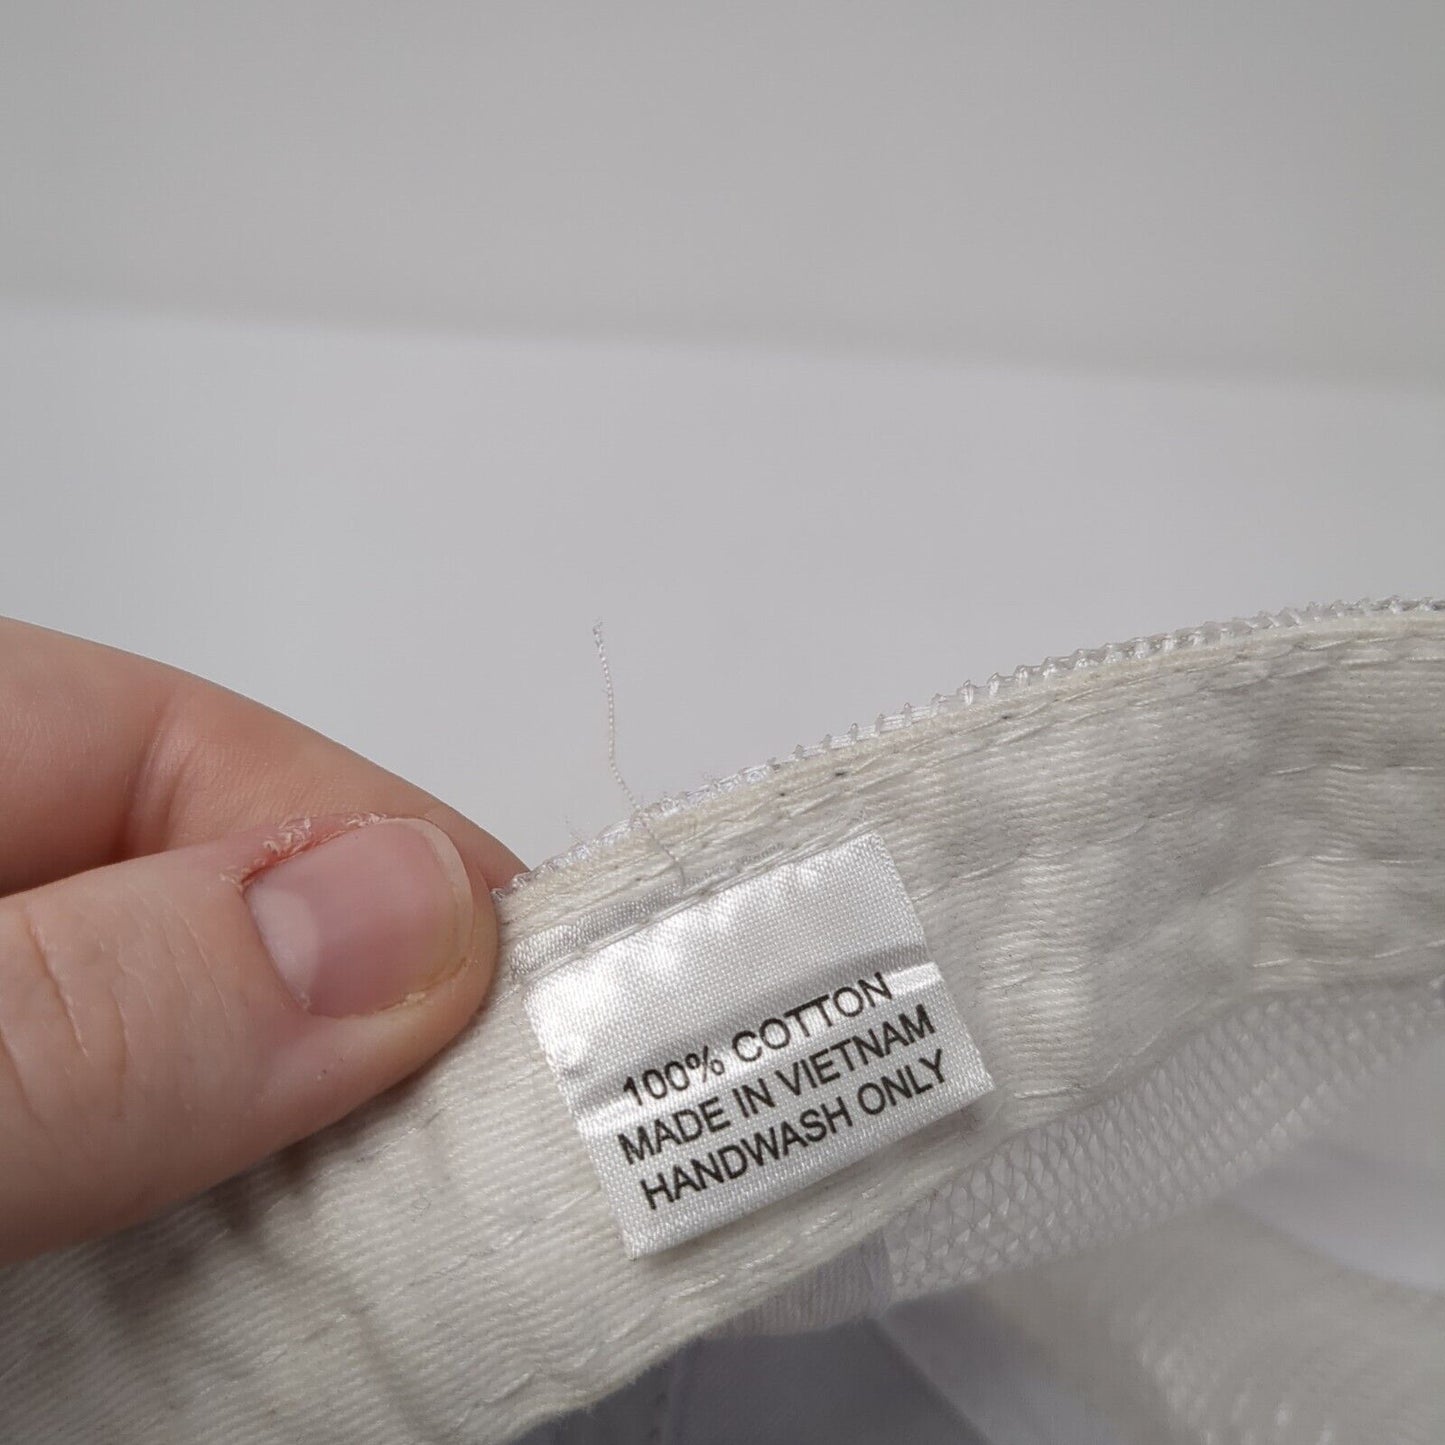 100% COTTON
MADE IN VIETNAM
HANDWASH ONLY